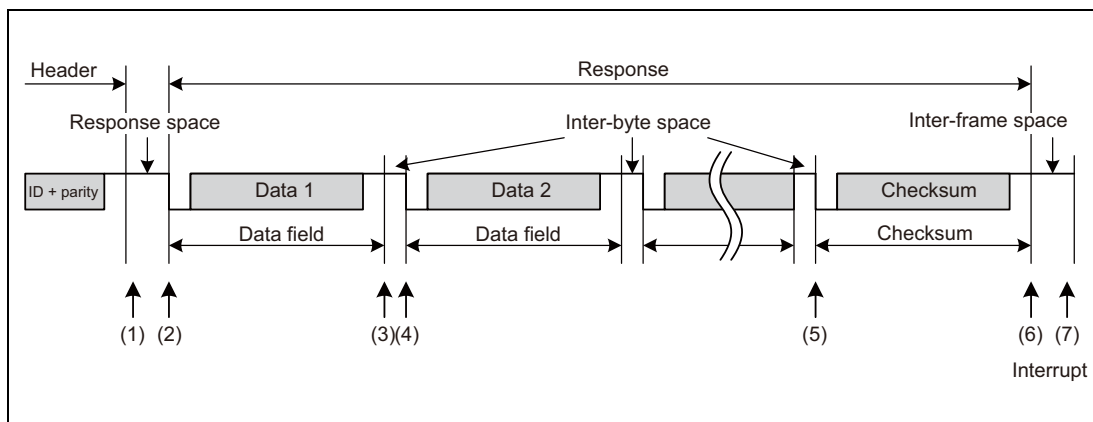 Header
Response
Response space
Inter-byte space
Inter-frame space
ID + parity
Data 1
Data 2
Checksum
Data field
Data field
Checksum
(1)
(2)
(3)
(4)
(5)
(6)
(7)
Interrupt